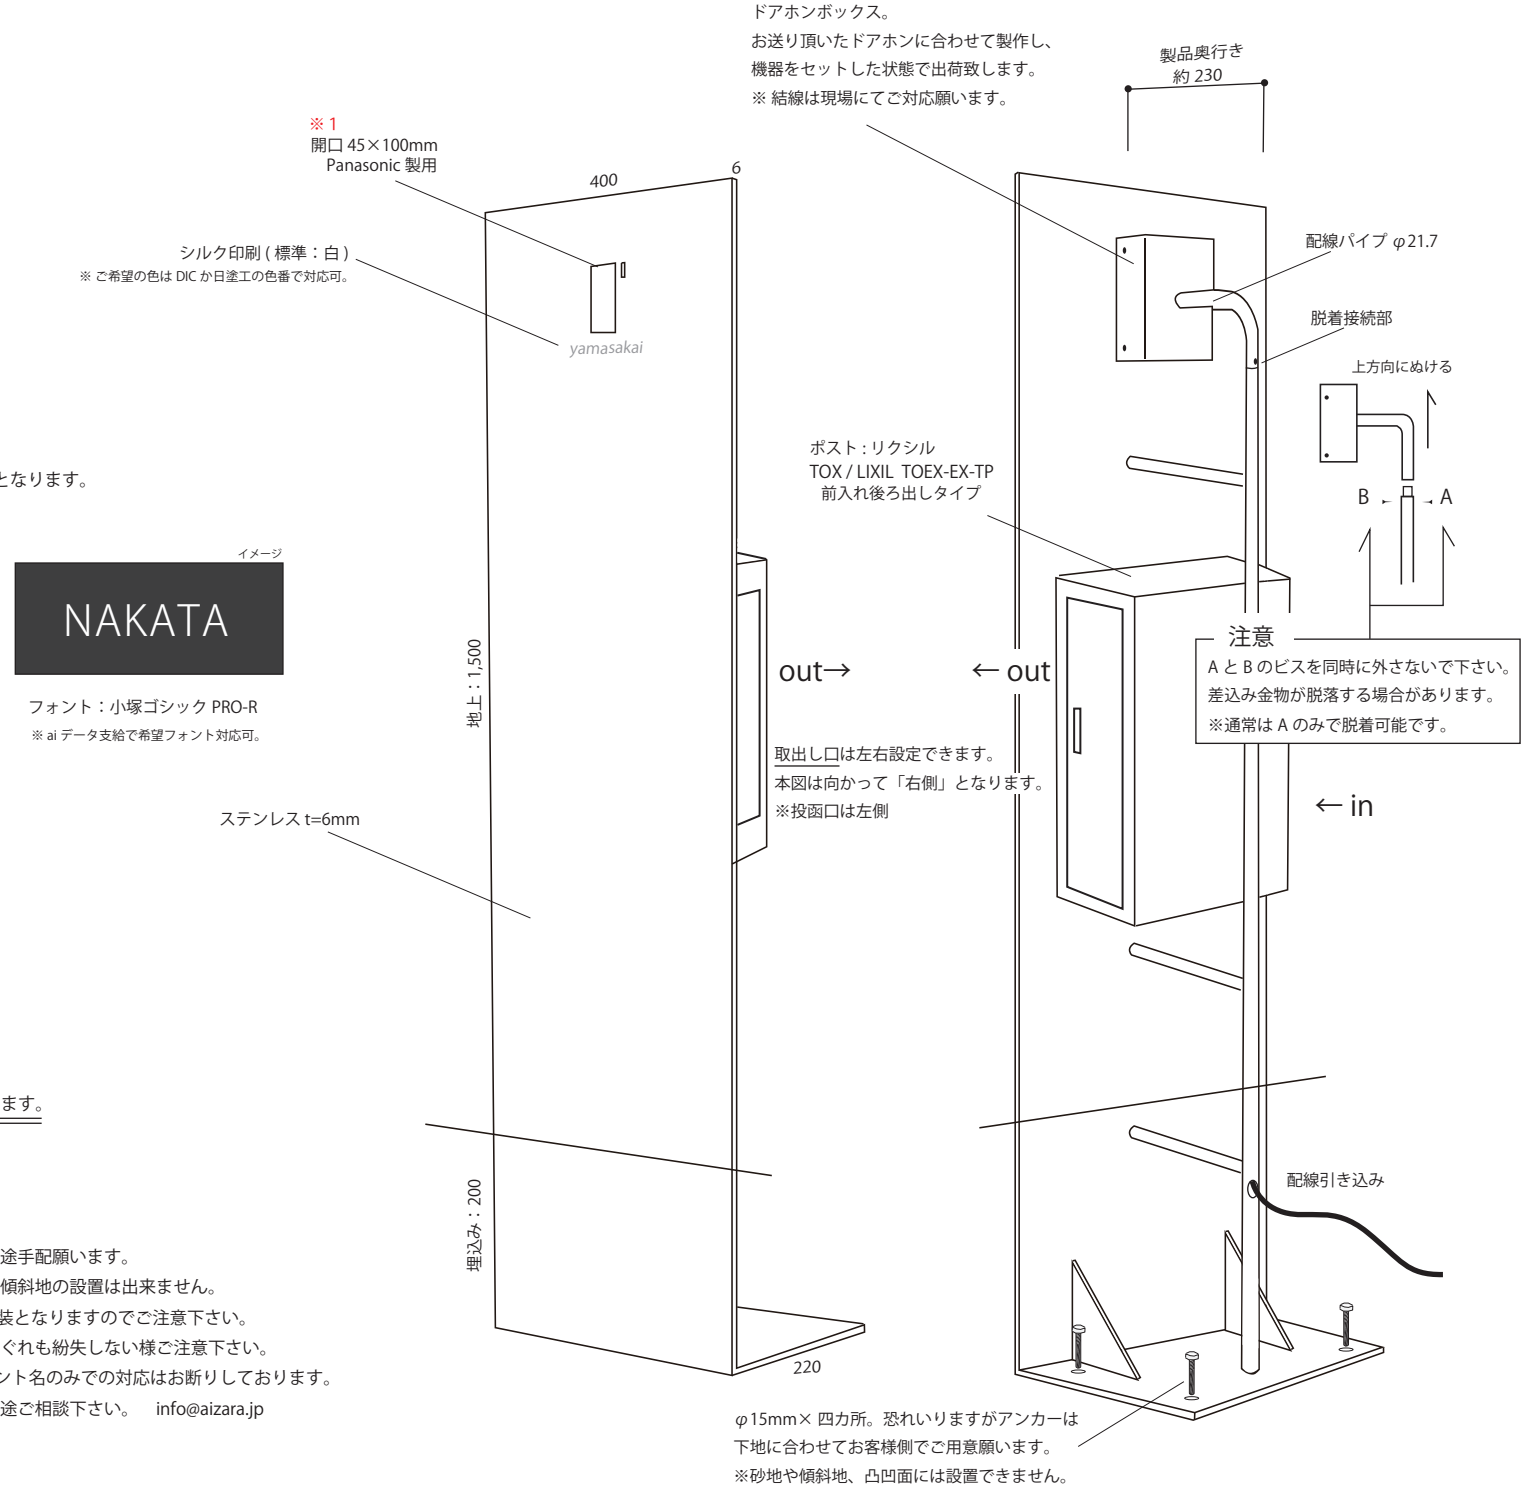 ドアホンボックス。
お送り頂いたドアホンに合わせて製作し、
機器をセットした状態で出荷致します。
※ 結線は現場にてご対応願います。
製品奥行き
約 230
※ 1
開口 45×100mm
Panasonic 製用
400
6
シルク印刷 ( 標準：白 )
※ ご希望の色は DIC か日塗工の色番で対応可。
yamasakai
配線パイプ φ21.7
脱着接続部
上方向にぬける
B
A
ポスト : リクシル
TOX / LIXIL TOEX-EX-TP
前入れ後ろ出しタイプ
となります。
イメージ
NAKATA
フォント：小塚ゴシック PRO-R
※ ai データ支給で希望フォント対応可。
地上：1,500
out→
← out
注意
A と B のビスを同時に外さないで下さい。
差込み金物が脱落する場合があります。
※通常は A のみで脱着可能です。
取出し口は左右設定できます。
本図は向かって「右側」となります。
※投函口は左側
← in
ステンレス t=6mm
ます。
埋込み：200
配線引き込み
途手配願います。
傾斜地の設置は出来ません。
装となりますのでご注意下さい。
ぐれも紛失しない様ご注意下さい。
ント名のみでの対応はお断りしております。
途ご相談下さい。 info@aizara.jp
220
φ15mm× 四カ所。恐れいりますがアンカーは
下地に合わせてお客様側でご用意願います。
※砂地や傾斜地、凸凹面には設置できません。